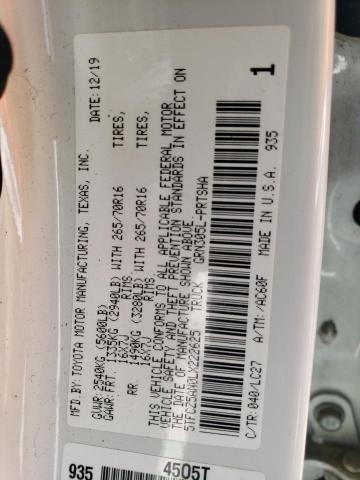 MFD.BY:TOYOTA MOTOR MANUFACTURING, TEXAS, INC. DATE: 12/19
GVWR:2540KG(5600LB)
GAWR:FRT. 1335KG (2940LB) WITH 265/70R16 TIRES,
16X7J RIMS
RR. 1490KG (3280LB) WITH 265/70R16 TIRES,
16X7J RIMS
THIS VEHICLE CONFORMS TO ALL APPLICABLE FEDERAL MOTOR
VEHICLE SAFETY AND THEFT PREVENTION STANDARDS IN EFFECT ON
THE DATE OF MANUFACTURE SHOWN ABOVE.
TRUCK GRN305L-PRTSHA
C/TR:040/LC27 A/TM:-/AC60F MADE IN U.S.A. 935
1
935 4505T